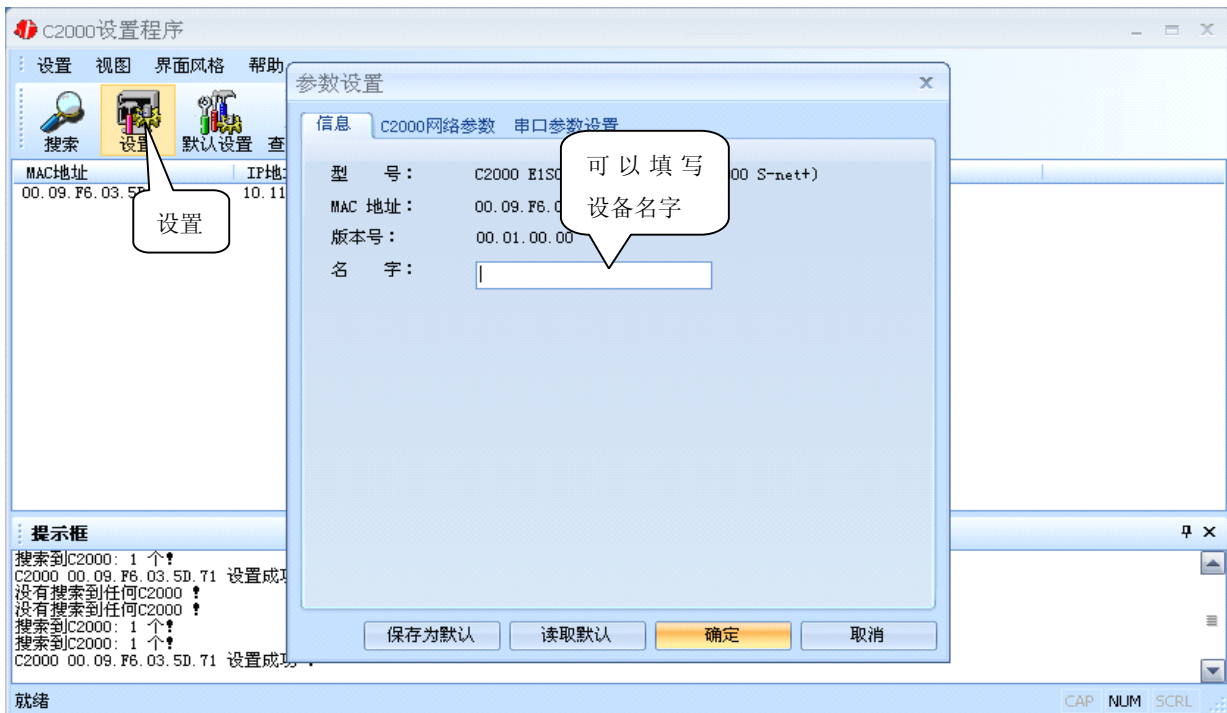 C2000设置程序
设置 视图 界面风格 帮助
搜索 设置 默认设置 查
MAC地址 IP地
00.09.F6.03.5D 10.11
设置
参数设置
信息 C2000网络参数 串口参数设置
型 号: C2000 E1S0 00 S-net+)
MAC 地址: 00.09.F6.0
版本号: 00.01.00.00
名 字:
可以填写
设备名字
保存为默认 读取默认 确定 取消
提示框
搜索到C2000: 1 个!
C2000 00.09.F6.03.5D.71 设置成功
没有搜索到任何C2000 !
没有搜索到任何C2000 !
搜索到C2000: 1 个!
搜索到C2000: 1 个!
C2000 00.09.F6.03.5D.71 设置成功 !
就绪 CAP NUM SCRL